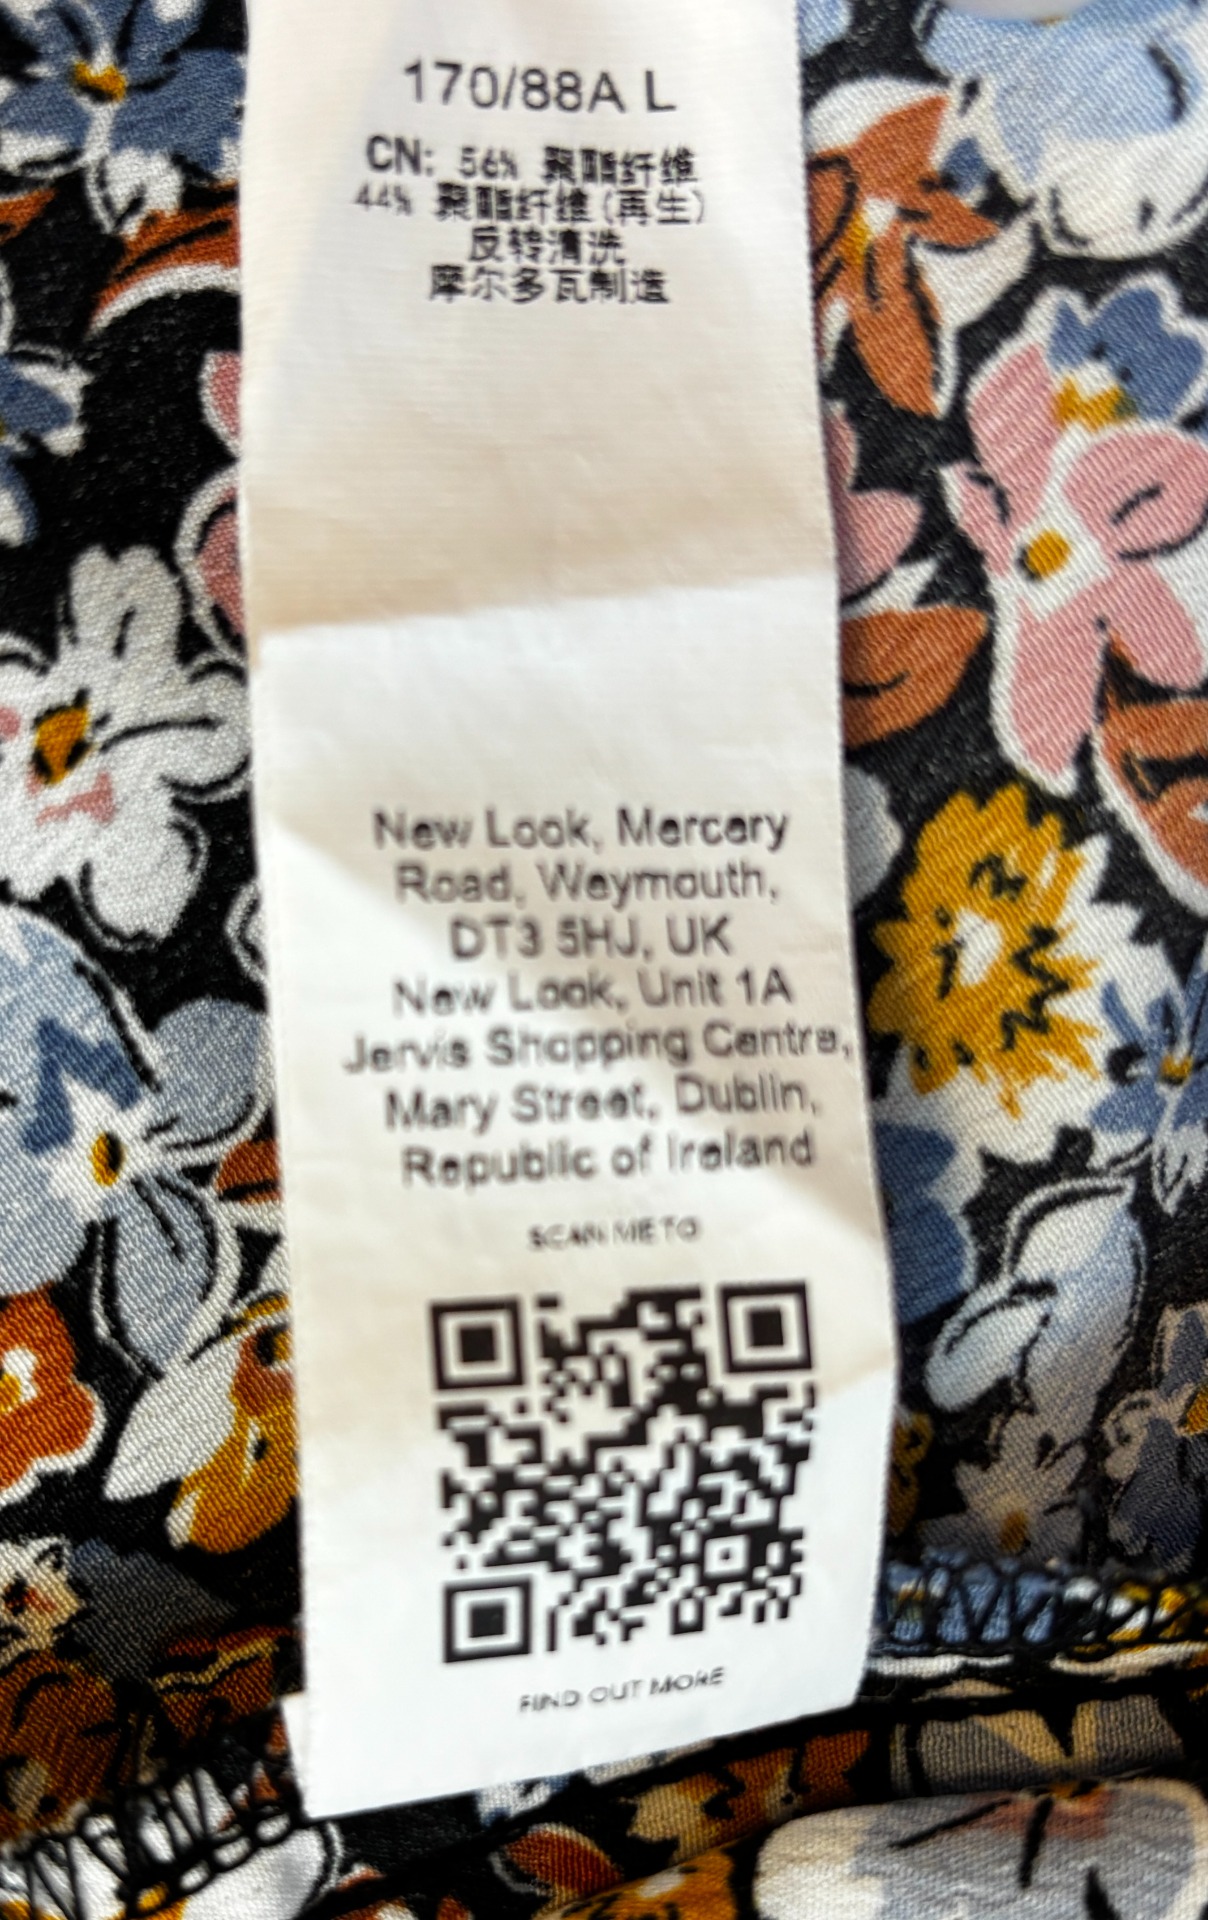 170/88A L
CN: 56% 聚酯纤维
44% 聚酯纤维(再生)
反转清洗
摩尔多瓦制造
New Look, Mercery
Road, Weymouth,
DT3 5HJ, UK
New Look, Unit 1A
Jervis Shopping Centre,
Mary Street, Dublin,
Republic of Ireland
SCAN ME TO
FIND OUT MORE